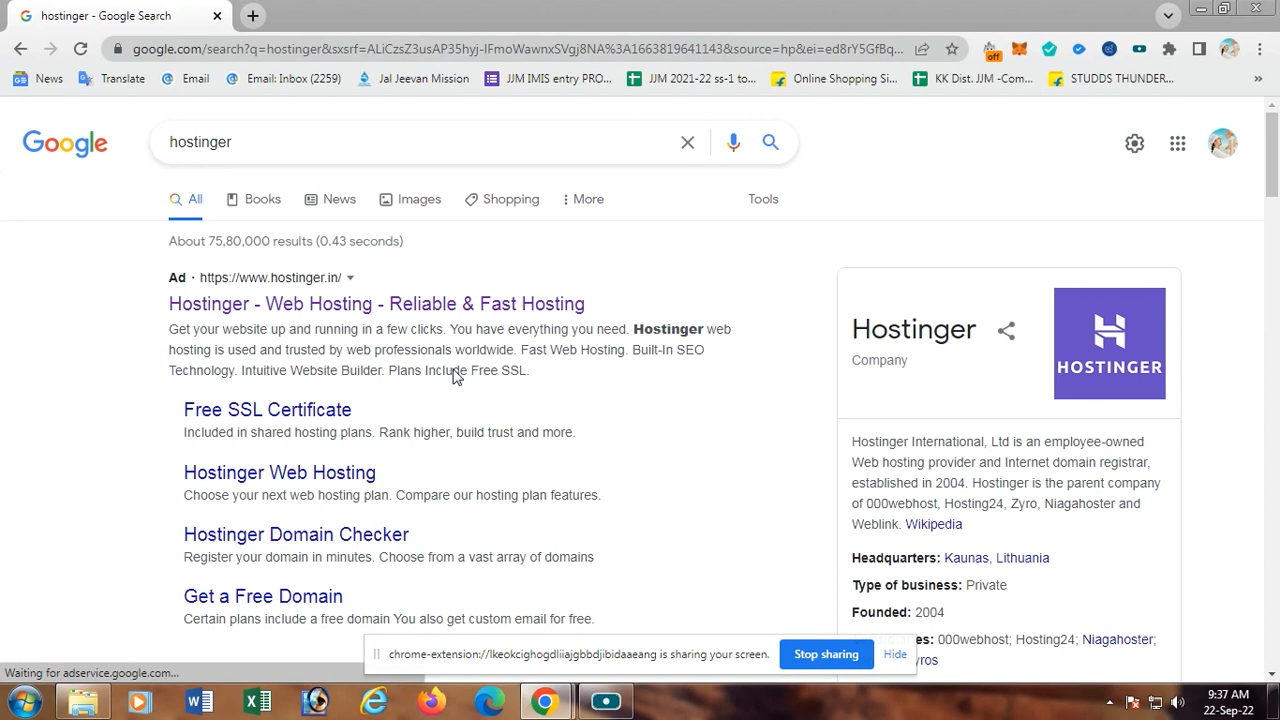 hostinger - Google Search
google.com/search?q=hostinger&sxsrf=ALiCzsZ3usAP35hyj-IFmoWawnxSVgj8NA%3A1663819641143&source=hp&ei=ed8rY5GfBq...
off
News
Translate
Email
Email: Inbox (2259)
Jal Jeevan Mission
JJM IMIS entry PRO...
JJM 2021-22 sr-1 to...
Online Shopping Si...
KK Dist. JJM -Com...
STUDDS THUNDER...
Google
hostinger
All
Books
News
Images
Shopping
More
Tools
About 75,80,000 results (0.43 seconds)
Ad · https://www.hostinger.in/
Hostinger - Web Hosting - Reliable & Fast Hosting
Get your website up and running in a few clicks. You have everything you need. Hostinger web
hosting is used and trusted by web professionals worldwide. Fast Web Hosting. Built-In SEO
Technology. Intuitive Website Builder. Plans Include Free SSL.
Free SSL Certificate
Included in shared hosting plans. Rank higher, build trust and more.
Hostinger Web Hosting
Choose your next web hosting plan. Compare our hosting plan features.
Hostinger Domain Checker
Register your domain in minutes. Choose from a vast array of domains
Get a Free Domain
Certain plans include a free domain You also get custom email for free.
Hostinger
Company
HOSTINGER
Hostinger International, Ltd is an employee-owned
Web hosting provider and Internet domain registrar,
established in 2004. Hostinger is the parent company
of 000webhost, Hosting24, Zyro, Niagahoster and
Weblink. Wikipedia
Headquarters: Kaunas, Lithuania
Type of business: Private
Founded: 2004
es: 000webhost; Hosting24; Niagahoster;
yros
chrome-extension://lkeokcighogdliiajgbbdjibidaaeang is sharing your screen.
Stop sharing
Hide
Waiting for adservice.google.com...
9:37 AM
22-Sep-22